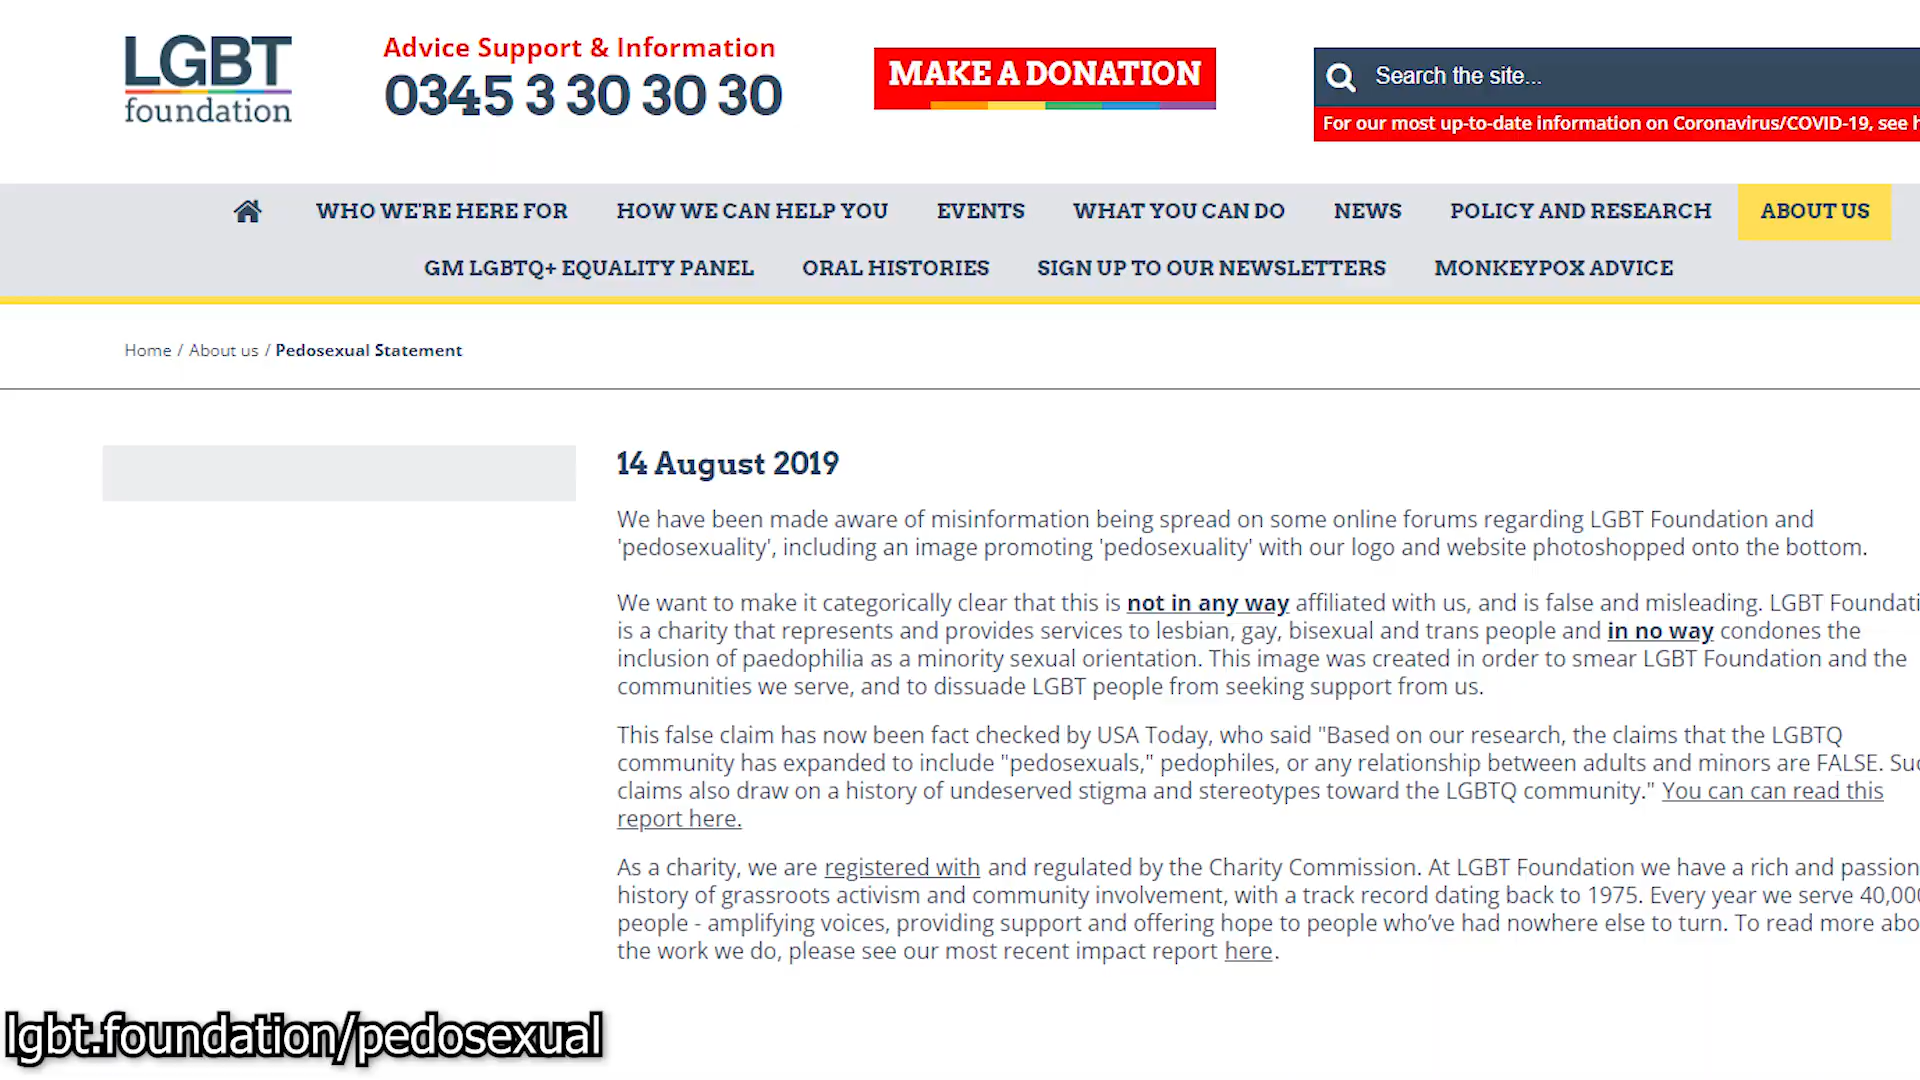 LGBT
foundation
Advice Support & Information
0345 3 30 30 30
MAKE A DONATION
Search the site...
For our most up-to-date information on Coronavirus/COVID-19, see
WHO WE'RE HERE FOR HOW WE CAN HELP YOU EVENTS WHAT YOU CAN DO NEWS POLICY AND RESEARCH ABOUT US
GM LGBTQ+ EQUALITY PANEL ORAL HISTORIES SIGN UP TO OUR NEWSLETTERS MONKEYPOX ADVICE
Home / About us / Pedosexual Statement
14 August 2019
We have been made aware of misinformation being spread on some online forums regarding LGBT Foundation and
'pedosexuality', including an image promoting 'pedosexuality' with our logo and website photoshopped onto the bottom.
We want to make it categorically clear that this is not in any way affiliated with us, and is false and misleading. LGBT Foundati
is a charity that represents and provides services to lesbian, gay, bisexual and trans people and in no way condones the
inclusion of paedophilia as a minority sexual orientation. This image was created in order to smear LGBT Foundation and the
communities we serve, and to dissuade LGBT people from seeking support from us.
This false claim has now been fact checked by USA Today, who said "Based on our research, the claims that the LGBTQ
community has expanded to include "pedosexuals," pedophiles, or any relationship between adults and minors are FALSE. Suc
claims also draw on a history of undeserved stigma and stereotypes toward the LGBTQ community." You can can read this
report here.
As a charity, we are registered with and regulated by the Charity Commission. At LGBT Foundation we have a rich and passion
history of grassroots activism and community involvement, with a track record dating back to 1975. Every year we serve 40,000
people - amplifying voices, providing support and offering hope to people who've had nowhere else to turn. To read more abo
the work we do, please see our most recent impact report here.
lgbt.foundation/pedosexual